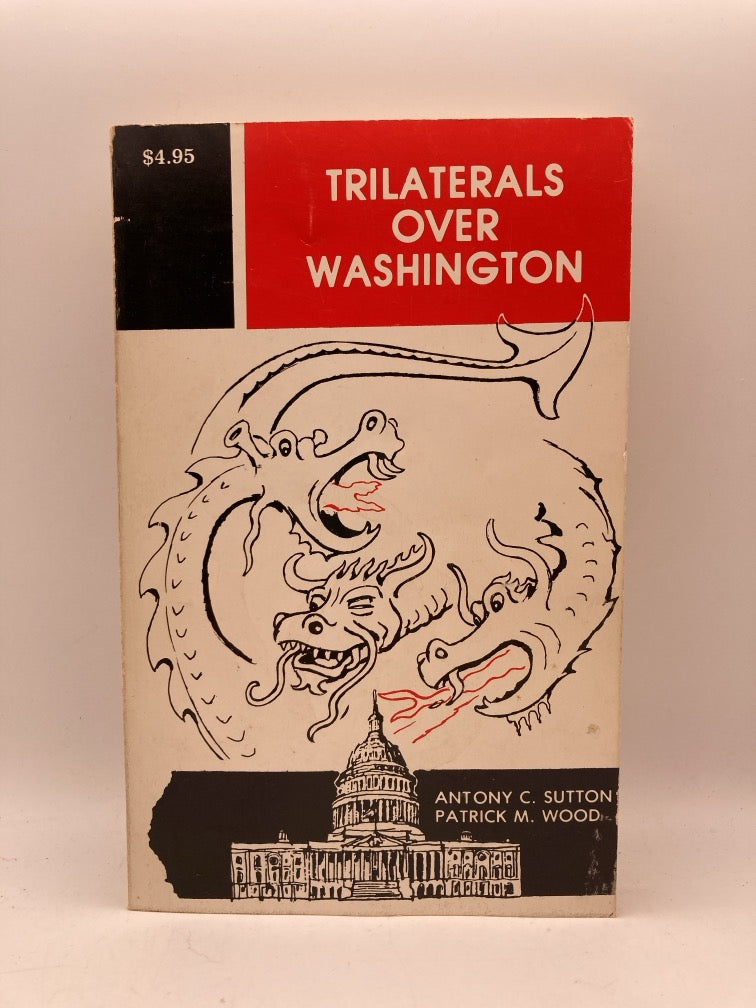 $4.95
TRILATERALS
OVER
WASHINGTON
ANTONY C. SUTTON
PATRICK M. WOOD